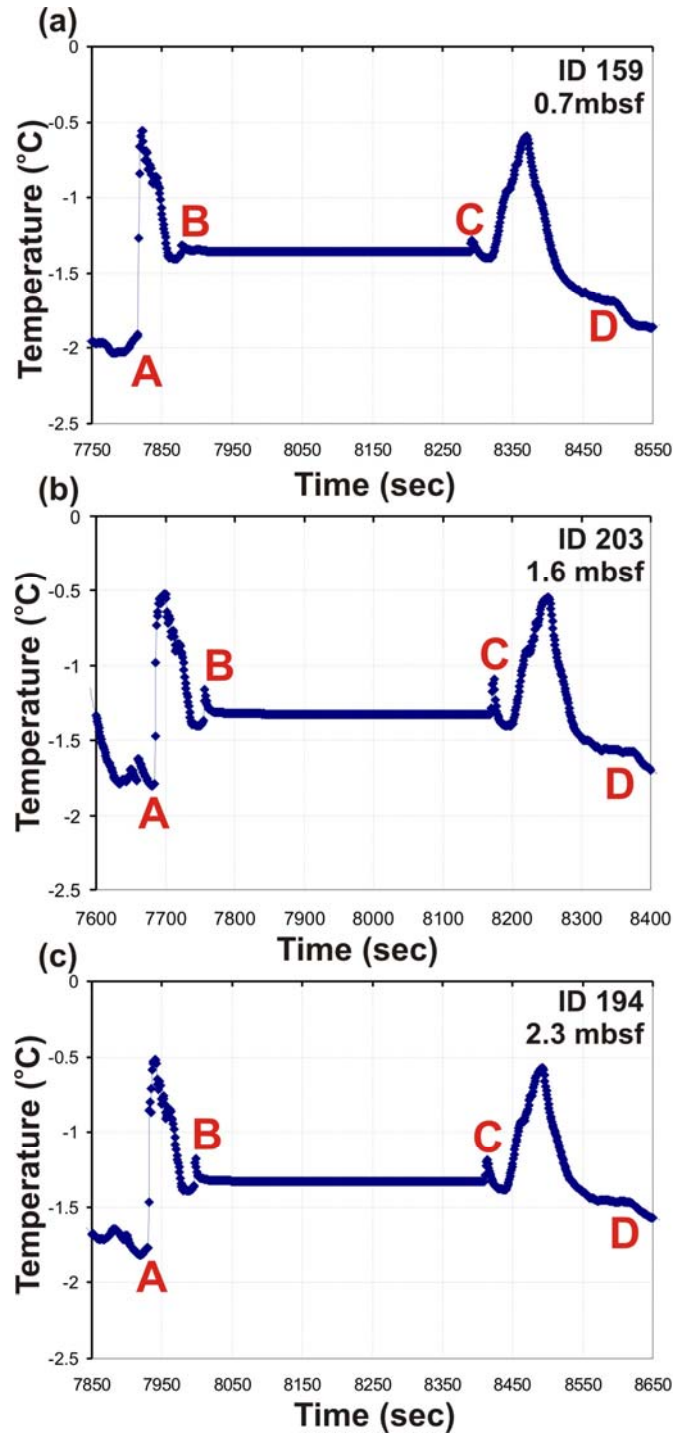 (a)
ID 159
0.7mbsf
Temperature (°C)
0
-0.5
-1
-1.5
-2
-2.5
A
B
C
D
7750 7850 7950 8050 8150 8250 8350 8450 8550
Time (sec)
(b)
ID 203
1.6 mbsf
Temperature (°C)
0
-0.5
-1
-1.5
-2
-2.5
A
B
C
D
7600 7700 7800 7900 8000 8100 8200 8300 8400
Time (sec)
(c)
ID 194
2.3 mbsf
Temperature (°C)
0
-0.5
-1
-1.5
-2
-2.5
A
B
C
D
7850 7950 8050 8150 8250 8350 8450 8550 8650
Time (sec)